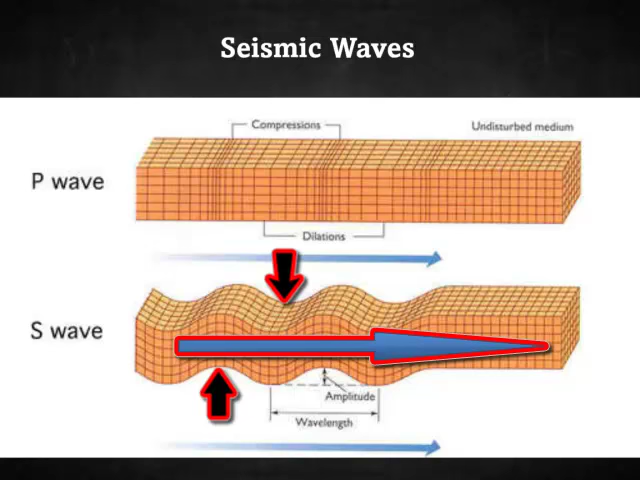 Seismic Waves
Compressions
Undisturbed medium
P wave
Dilations
S wave
Amplitude
Wavelength